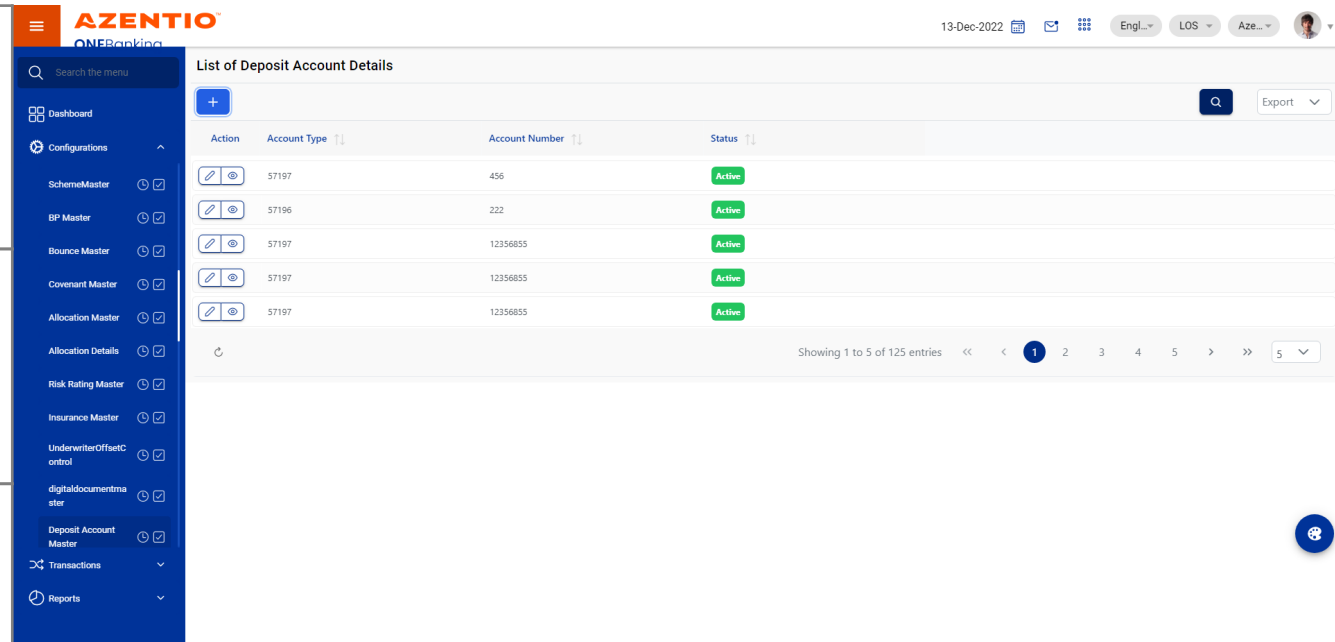 AZENTIO
ONEBanking
13-Dec-2022
Engl...
LOS
Aze...
Search the menu
Dashboard
Configurations
SchemeMaster
BP Master
Bounce Master
Covenant Master
Allocation Master
Allocation Details
Risk Rating Master
Insurance Master
UnderwriterOffsetC
ontrol
digitaldocumentma
ster
Deposit Account
Master
Transactions
Reports
List of Deposit Account Details
+
Export
Action Account Type Account Number Status
57197 456 Active
57196 222 Active
57197 12356855 Active
57197 12356855 Active
57197 12356855 Active
Showing 1 to 5 of 125 entries « < 1 2 3 4 5 > » 5